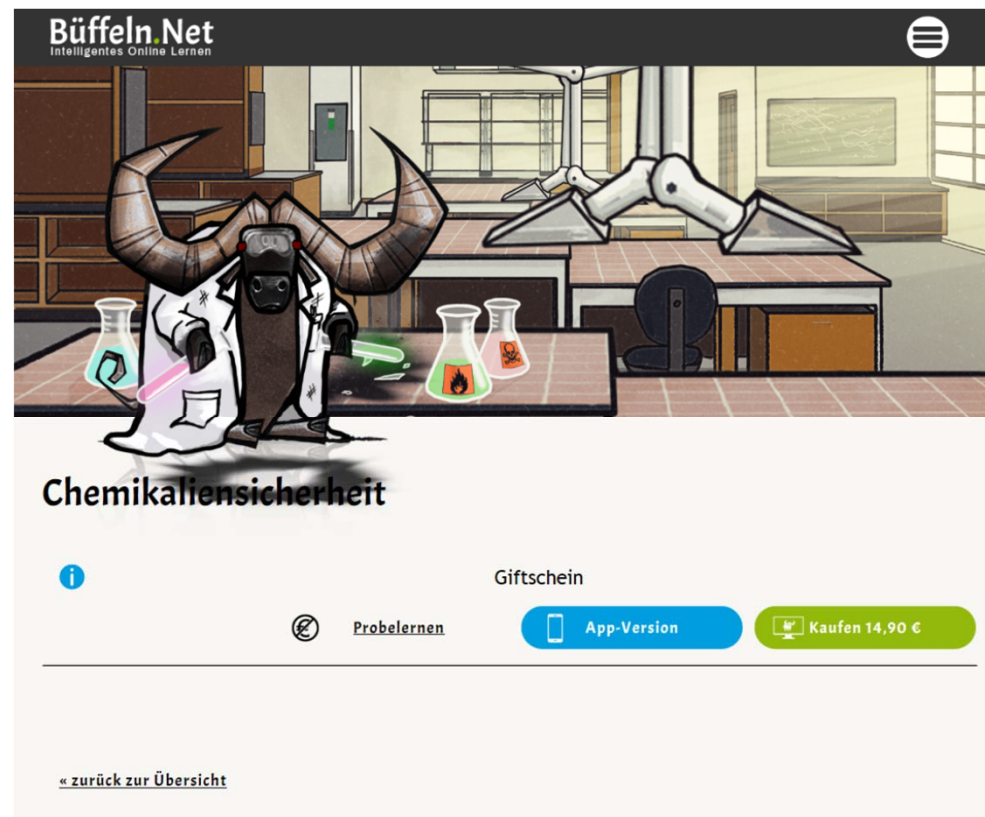 Büffeln.Net
Intelligentes Online Lernen
Chemikaliensicherheit
Giftschein
Probelernen
App-Version
Kaufen 14,90 €
« zurück zur Übersicht